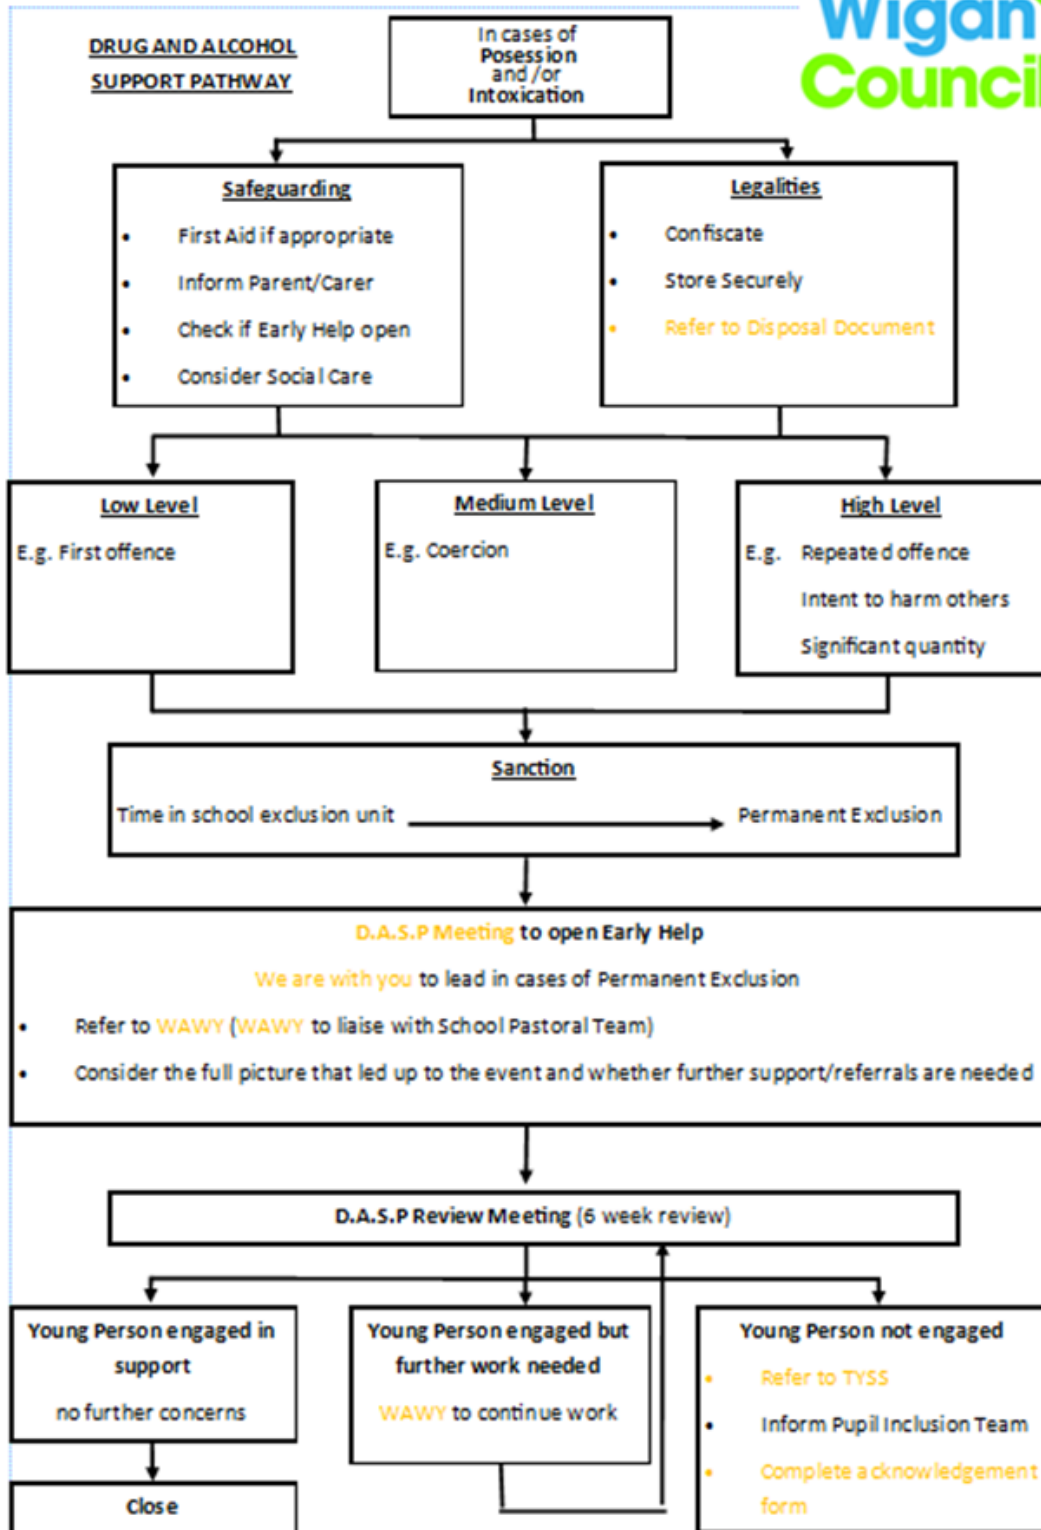 Wigan
Council
DRUG AND ALCOHOL
SUPPORT PATHWAY
In cases of
Posession
and /or
Intoxication
Safeguarding
• First Aid if appropriate
• Inform Parent/Carer
• Check if Early Help open
• Consider Social Care
Legalities
• Confiscate
• Store Securely
• Refer to Disposal Document
Low Level
E.g. First offence
Medium Level
E.g. Coercion
High Level
E.g. Repeated offence
Intent to harm others
Significant quantity
Sanction
Time in school exclusion unit
Permanent Exclusion
D.A.S.P Meeting to open Early Help
We are with you to lead in cases of Permanent Exclusion
• Refer to WAWY (WAWY to liaise with School Pastoral Team)
• Consider the full picture that led up to the event and whether further support/referrals are needed
D.A.S.P Review Meeting (6 week review)
Young Person engaged in
support
no further concerns
Close
Young Person engaged but
further work needed
WAWY to continue work
Young Person not engaged
• Refer to TYSS
• Inform Pupil Inclusion Team
• Complete acknowledgement
form